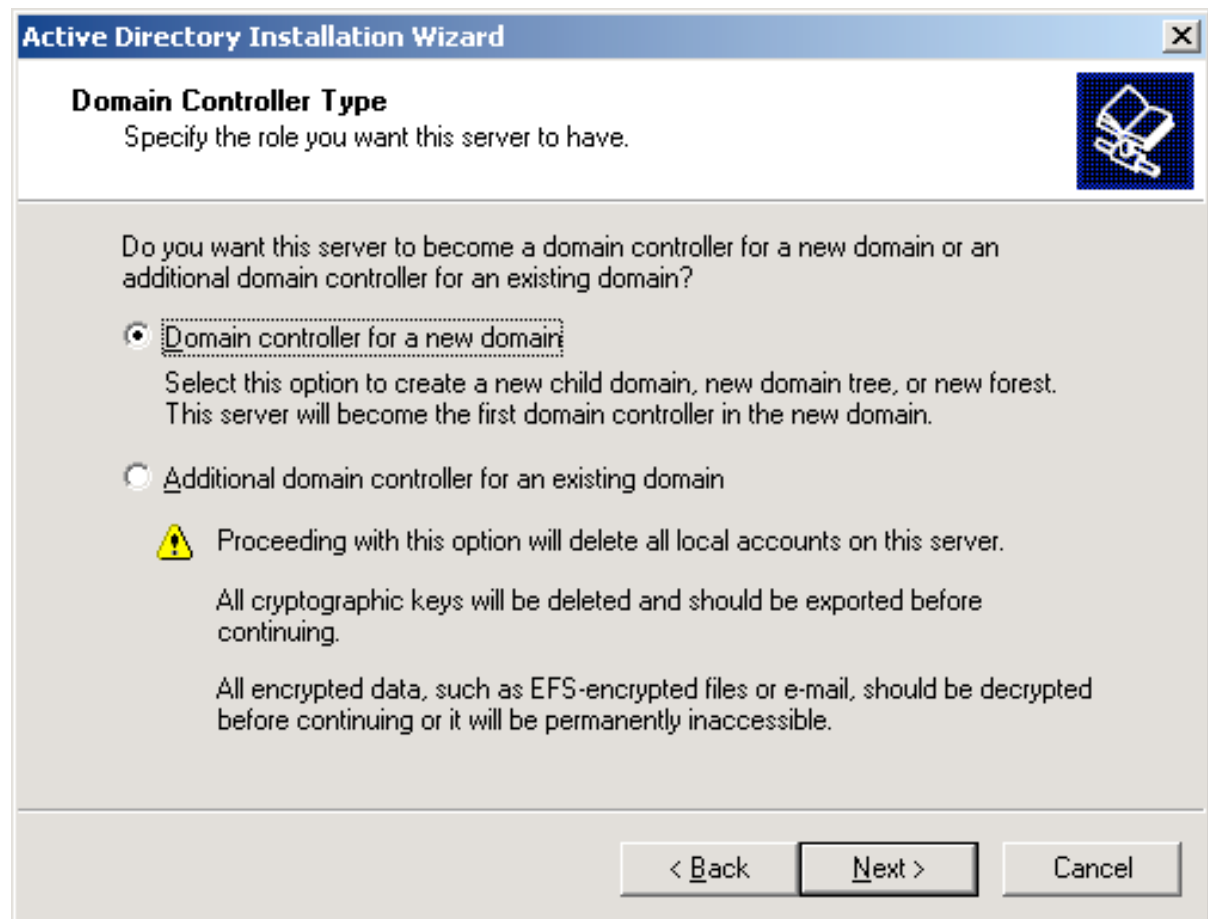 Active Directory Installation Wizard
Domain Controller Type
Specify the role you want this server to have.
Do you want this server to become a domain controller for a new domain or an
additional domain controller for an existing domain?
Domain controller for a new domain
Select this option to create a new child domain, new domain tree, or new forest.
This server will become the first domain controller in the new domain.
Additional domain controller for an existing domain
Proceeding with this option will delete all local accounts on this server.
All cryptographic keys will be deleted and should be exported before
continuing.
All encrypted data, such as EFS-encrypted files or e-mail, should be decrypted
before continuing or it will be permanently inaccessible.
< Back Next > Cancel